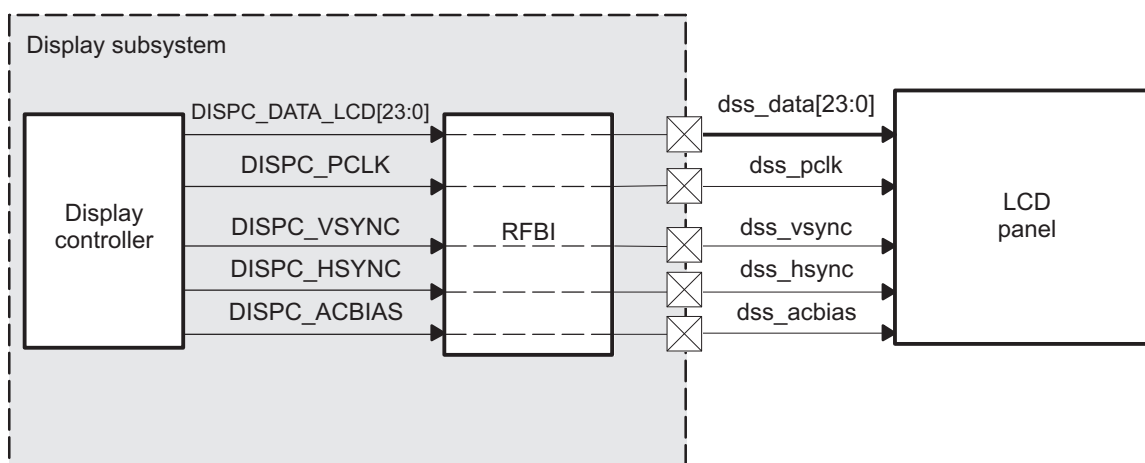 Display subsystem
DISPC_DATA_LCD[23:0]
dss_data[23:0]
DISPC_PCLK
dss_pclk
Display
controller
DISPC_VSYNC
RFBI
dss_vsync
LCD
panel
DISPC_HSYNC
dss_hsync
DISPC_ACBIAS
dss_acbias